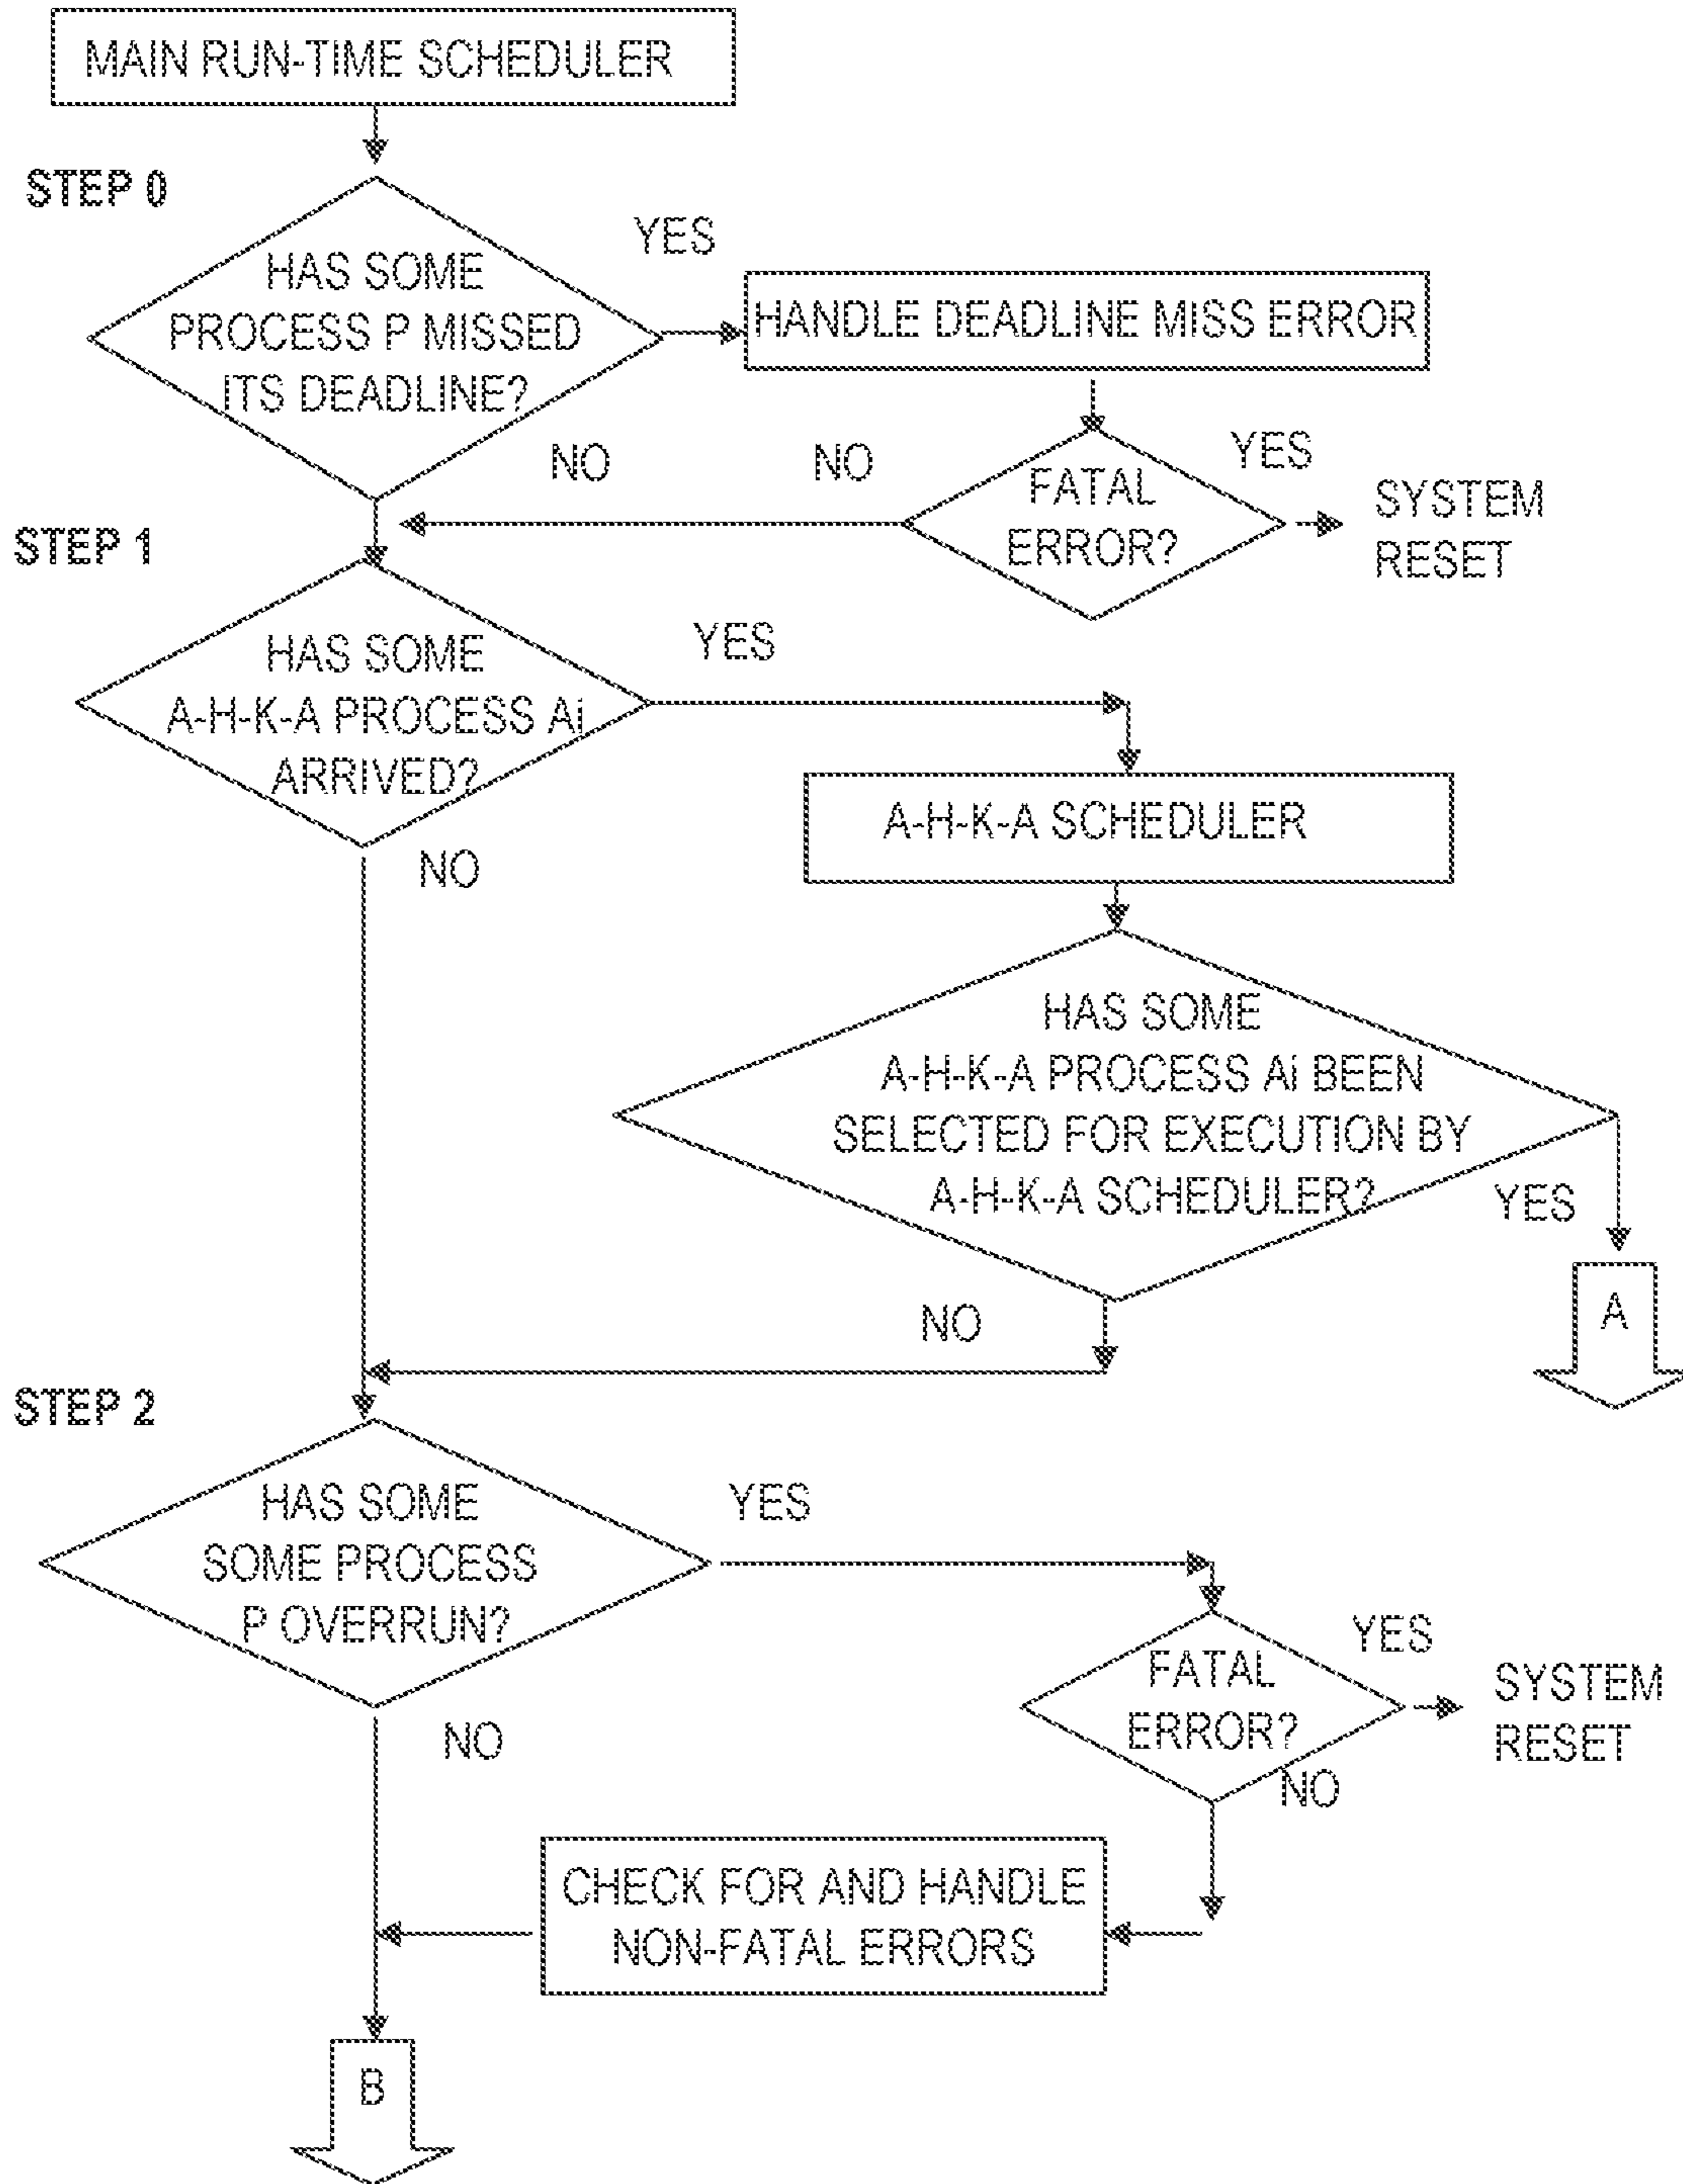 MAIN RUN-TIME SCHEDULER
STEP 0
HAS SOME
PROCESS P MISSED
ITS DEADLINE?
YES
HANDLE DEADLINE MISS ERROR
NO
NO
FATAL
ERROR?
YES
SYSTEM
RESET
STEP 1
HAS SOME
A-H-K-A PROCESS Ai
ARRIVED?
YES
NO
A-H-K-A SCHEDULER
HAS SOME
A-H-K-A PROCESS Ai BEEN
SELECTED FOR EXECUTION BY
A-H-K-A SCHEDULER?
YES
A
NO
STEP 2
HAS SOME
SOME PROCESS
P OVERRUN?
YES
NO
FATAL
ERROR?
YES
SYSTEM
RESET
NO
CHECK FOR AND HANDLE
NON-FATAL ERRORS
B